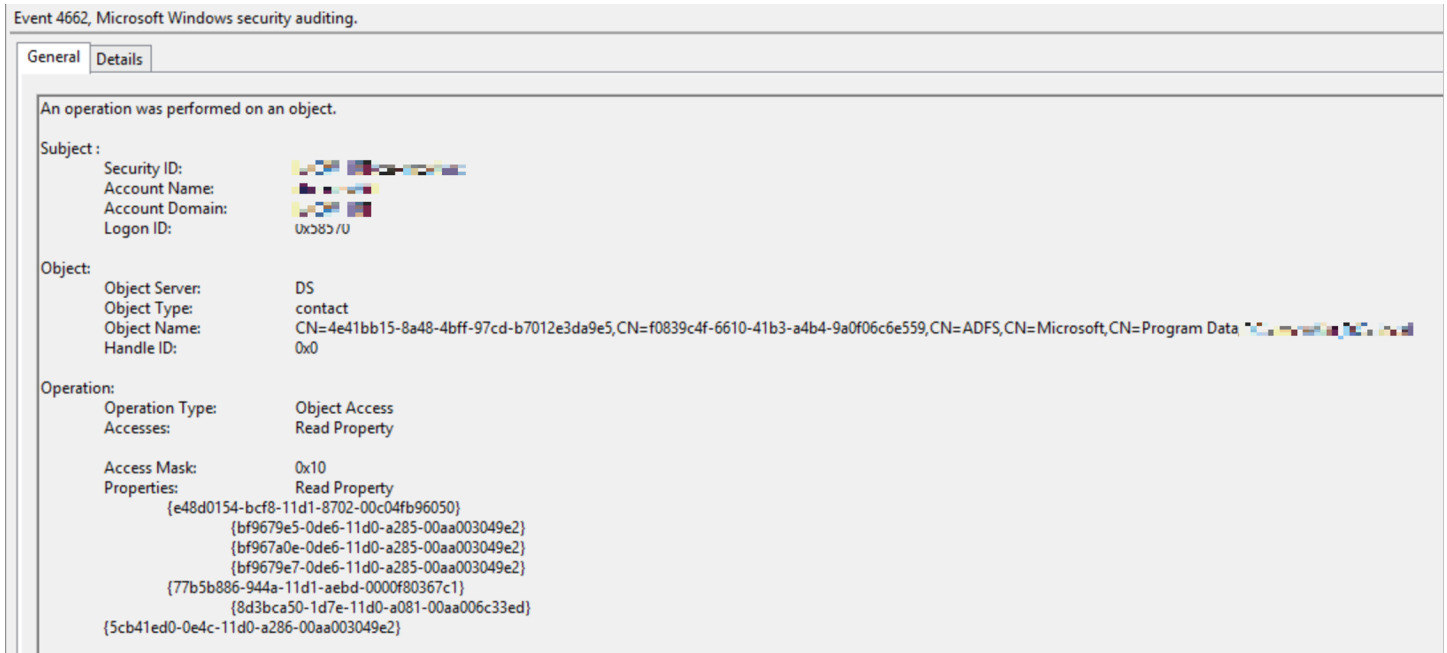 Event 4662, Microsoft Windows security auditing.
General Details
An operation was performed on an object.
Subject :
Security ID:
Account Name:
Account Domain:
Logon ID: 0x58570
Object:
Object Server: DS
Object Type: contact
Object Name: CN=4e41bb15-8a48-4bff-97cd-b7012e3da9e5,CN=f0839c4f-6610-41b3-a4b4-9a0f06c6e559,CN=ADFS,CN=Microsoft,CN=Program Data,
Handle ID: 0x0
Operation:
Operation Type: Object Access
Accesses: Read Property
Access Mask: 0x10
Properties: Read Property
{e48d0154-bcf8-11d1-8702-00c04fb96050}
{bf9679e5-0de6-11d0-a285-00aa003049e2}
{bf967a0e-0de6-11d0-a285-00aa003049e2}
{bf9679e7-0de6-11d0-a285-00aa003049e2}
{77b5b886-944a-11d1-aebd-0000f80367c1}
{8d3bca50-1d7e-11d0-a081-00aa006c33ed}
{5cb41ed0-0e4c-11d0-a286-00aa003049e2}